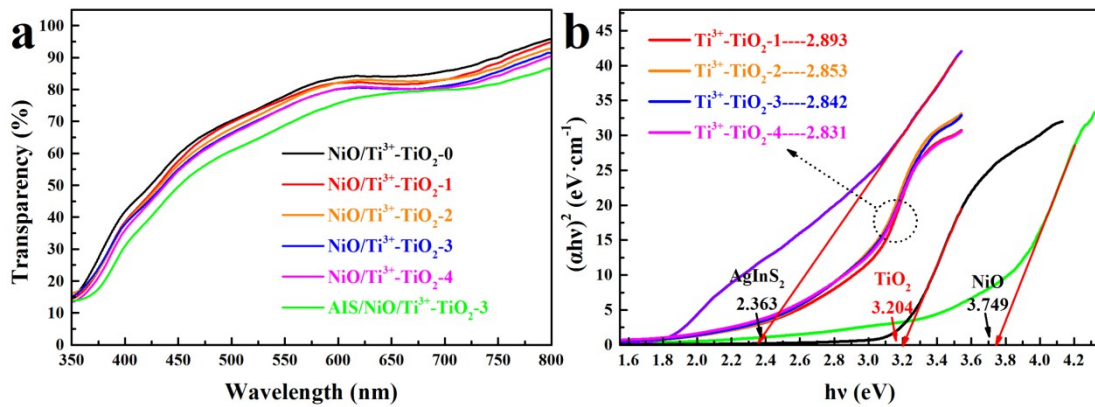 a
Transparency (%)
100
90
80
70
60
50
40
30
20
10
0
NiO/Ti³⁺-TiO₂-0
NiO/Ti³⁺-TiO₂-1
NiO/Ti³⁺-TiO₂-2
NiO/Ti³⁺-TiO₂-3
NiO/Ti³⁺-TiO₂-4
AIS/NiO/Ti³⁺-TiO₂-3
350 400 450 500 550 600 650 700 750 800
Wavelength (nm)
b
(αhν)² (eV·cm⁻¹)
45
40
35
30
25
20
15
10
5
0
Ti³⁺-TiO₂-1----2.893
Ti³⁺-TiO₂-2----2.853
Ti³⁺-TiO₂-3----2.842
Ti³⁺-TiO₂-4----2.831
AgInS₂
2.363
TiO₂
3.204
NiO
3.749
1.6 1.8 2.0 2.2 2.4 2.6 2.8 3.0 3.2 3.4 3.6 3.8 4.0 4.2
hν (eV)